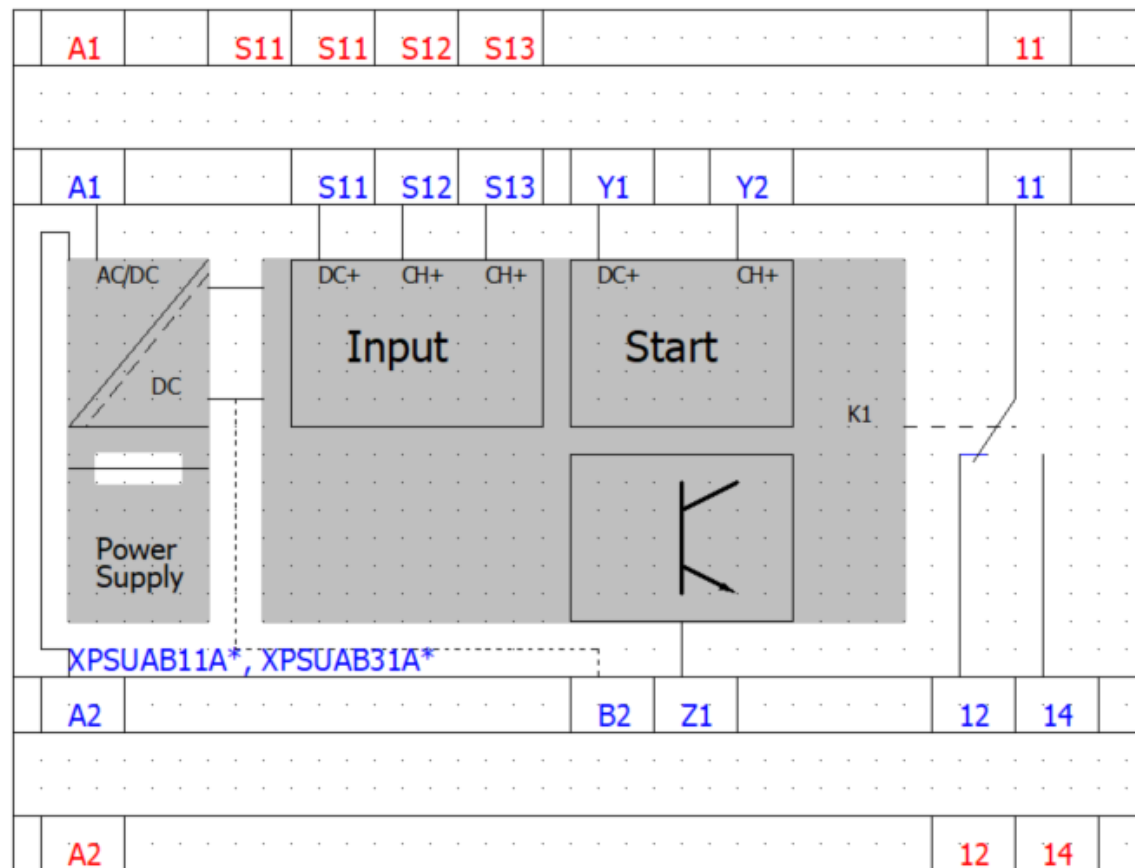 A1 S11 S11 S12 S13 11
A1 S11 S12 S13 Y1 Y2 11
AC/DC DC+ CH+ CH+ DC+ CH+
Input Start
DC K1
Power
Supply
XPSUAB11A*, XPSUAB31A*
A2 B2 Z1 12 14
A2 12 14